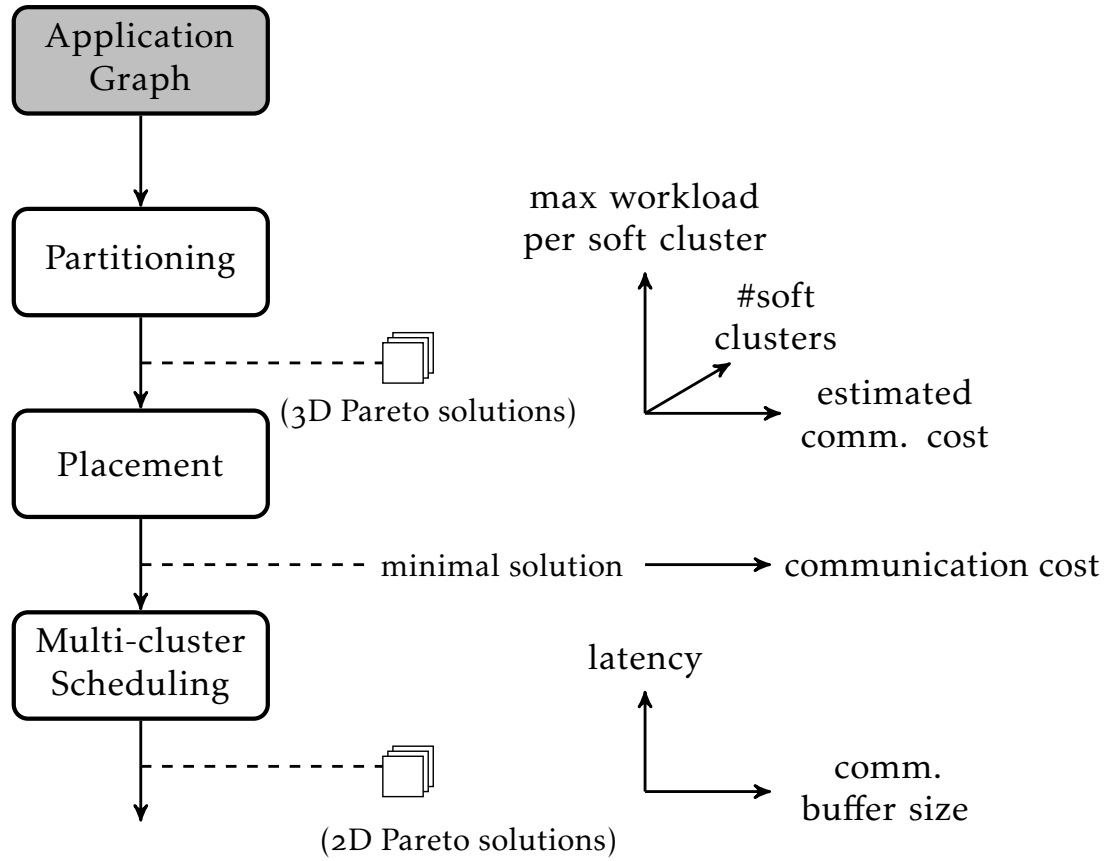 Application
Graph
Partitioning
max workload
per soft cluster
#soft
clusters
estimated
comm. cost
(3D Pareto solutions)
Placement
minimal solution
communication cost
Multi-cluster
Scheduling
latency
comm.
buffer size
(2D Pareto solutions)